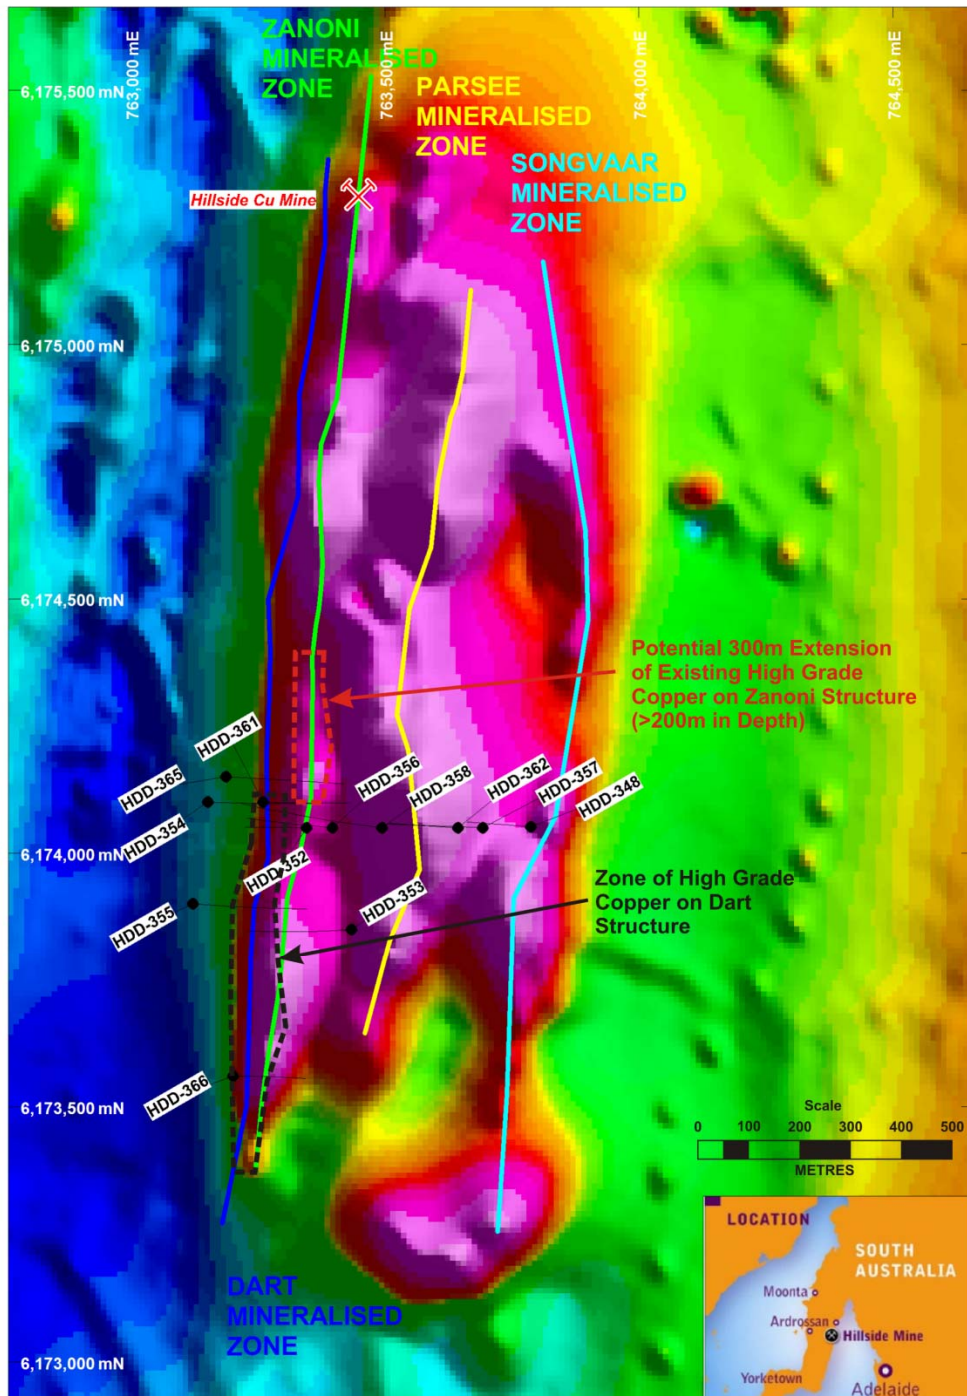 ZANONI
MINERALISED
ZONE
763,000 mE
763,500 mE
764,000 mE
764,500 mE
6,175,500 mN
PARSEE
MINERALISED
ZONE
SONGVAAR
MINERALISED
ZONE
Hillside Cu Mine
6,175,000 mN
6,174,500 mN
Potential 300m Extension
of Existing High Grade
Copper on Zanoni Structure
(>200m in Depth)
HDD-361
HDD-365
HDD-356
HDD-358
HDD-362
HDD-357
HDD-348
HDD-354
6,174,000 mN
HDD-352
HDD-353
HDD-355
Zone of High Grade
Copper on Dart
Structure
HDD-366
6,173,500 mN
Scale
0 100 200 300 400 500
METRES
DART
MINERALISED
ZONE
6,173,000 mN
LOCATION
SOUTH
AUSTRALIA
Moonta
Ardrossan
Hillside Mine
Yorketown
Adelaide